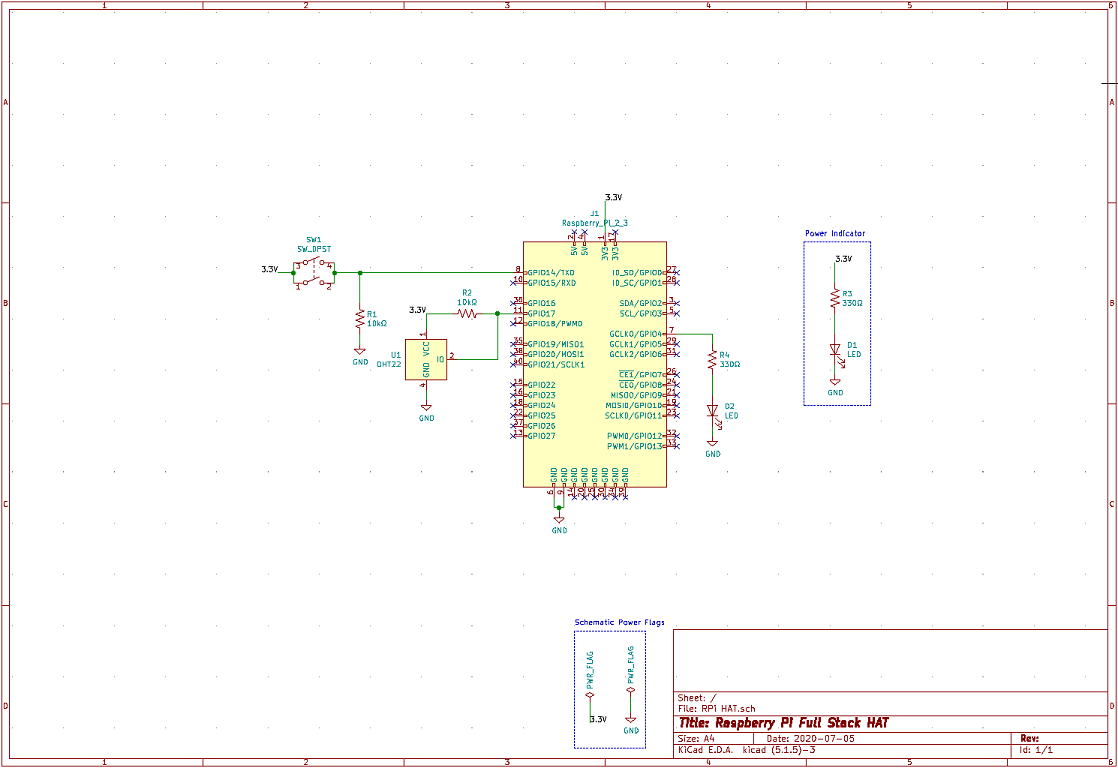 1 2 3 4 5 6
A A
B B
C C
D D
3.3V
J1
Raspberry_Pi_2_3
SW1
SW_DPST
3.3V
3 4
1 2
R1
10kΩ
GND
R2
10kΩ
3.3V
U1
DHT22
VCC
GND
IO
1
2
4
GND
2 4 1 17
5V 5V 3V3 3V3
8 GPIO14/TXD
10 GPIO15/RXD
36 GPIO16
11 GPIO17
12 GPIO18/PWM0
35 GPIO19/MISO1
38 GPIO20/MOSI1
40 GPIO21/SCLK1
15 GPIO22
16 GPIO23
18 GPIO24
22 GPIO25
37 GPIO26
13 GPIO27
ID_SD/GPIO0 27
ID_SC/GPIO1 28
SDA/GPIO2 3
SCL/GPIO3 5
GCLK0/GPIO4 7
GCLK1/GPIO5 29
GCLK2/GPIO6 31
CE1/GPIO7 26
CE0/GPIO8 24
MISO0/GPIO9 21
MOSI0/GPIO10 19
SCLK0/GPIO11 23
PWM0/GPIO12 32
PWM1/GPIO13 33
GND GND GND GND GND GND GND GND
6 9 14 20 25 30 34 39
GND
R4
330Ω
D2
LED
GND
Power Indicator
3.3V
R3
330Ω
D1
LED
GND
Schematic Power Flags
PWR_FLAG
3.3V
PWR_FLAG
GND
Sheet: /
File: RPi HAT.sch
Title: Raspberry Pi Full Stack HAT
Size: A4 Date: 2020-07-05 Rev:
KiCad E.D.A. kicad (5.1.5)-3 Id: 1/1
1 2 3 4 5 6